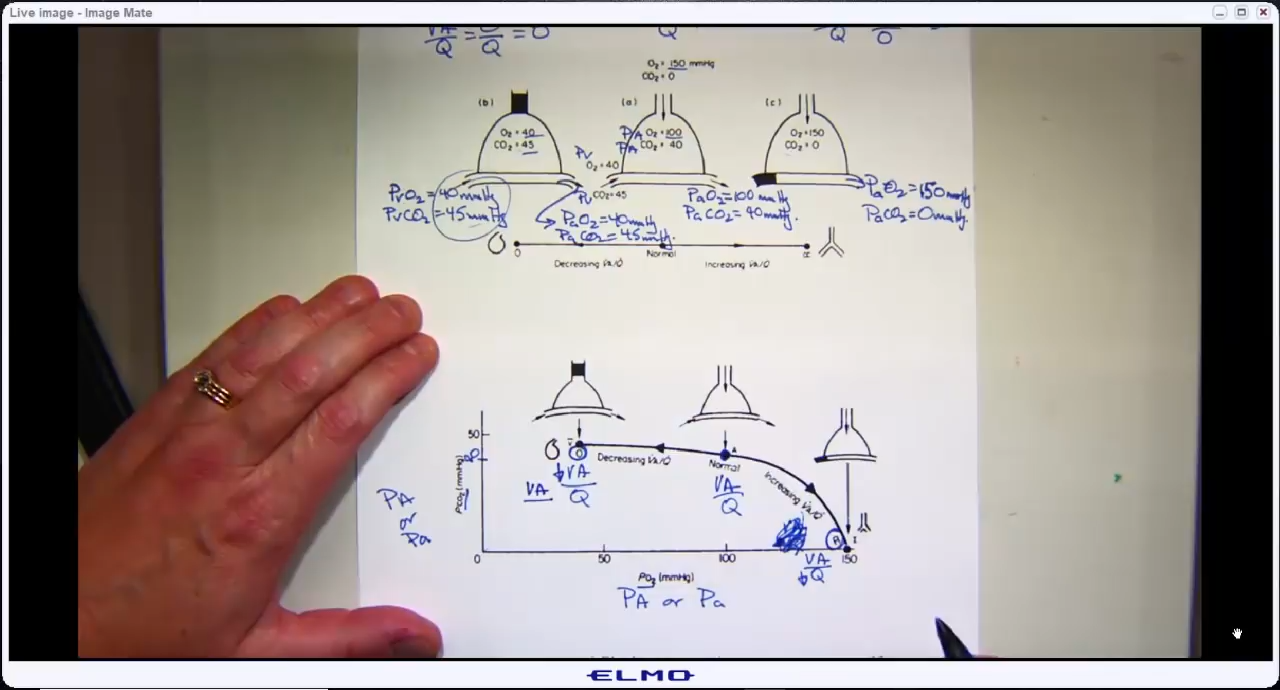 Live image - Image Mate
VA/Q = 0/Q = 0
Q
Q 0
O2 = 150 mmHg
CO2 = 0
(b) (a) (c)
O2 = 40
CO2 = 45
PA O2 = 100
PA CO2 = 40
O2 = 150
CO2 = 0
Pv O2 = 40
Pv CO2 = 45
PvO2 = 40 mmHg
PvCO2 = 45 mmHg
PaO2 = 40 mmHg
PaCO2 = 45 mmHg.
PaO2 = 100 mmHg
PaCO2 = 40 mmHg.
PaO2 = 150 mmHg
PaCO2 = 0 mmHg.
O 0 Normal ∞
Decreasing V̇A/Q̇ Increasing V̇A/Q̇
50
40
PCO2 (mmHg)
PA
or
Pa
O V̄ O Decreasing V̇A/Q̇ A
Normal
Increasing V̇A/Q̇
VA
↓VA/Q
VA/Q
I
VA/↓Q
0 50 100 150
PO2 (mmHg)
PA or Pa
ELMO